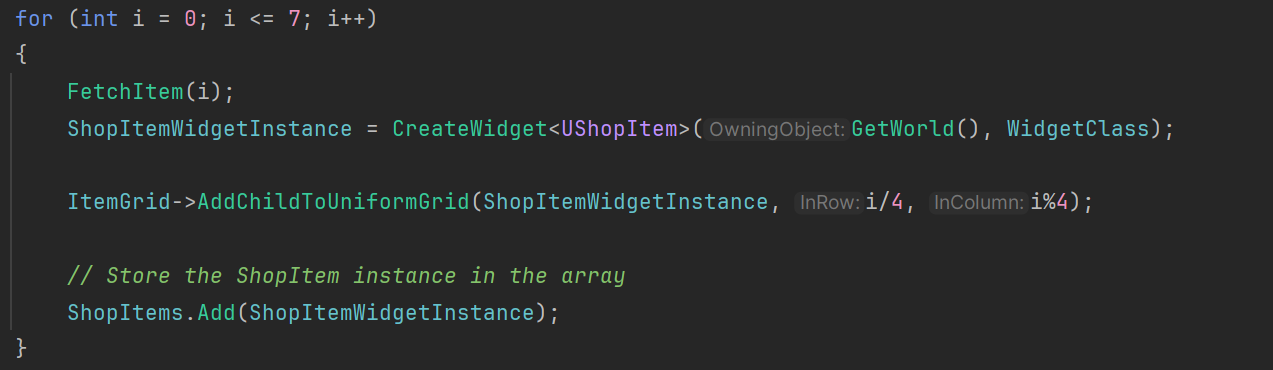 for (int i = 0; i <= 7; i++)
{
    FetchItem(i);
    ShopItemWidgetInstance = CreateWidget<UShopItem>(OwningObject:GetWorld(), WidgetClass);

    ItemGrid->AddChildToUniformGrid(ShopItemWidgetInstance, InRow:i/4, InColumn:i%4);

    // Store the ShopItem instance in the array
    ShopItems.Add(ShopItemWidgetInstance);
}